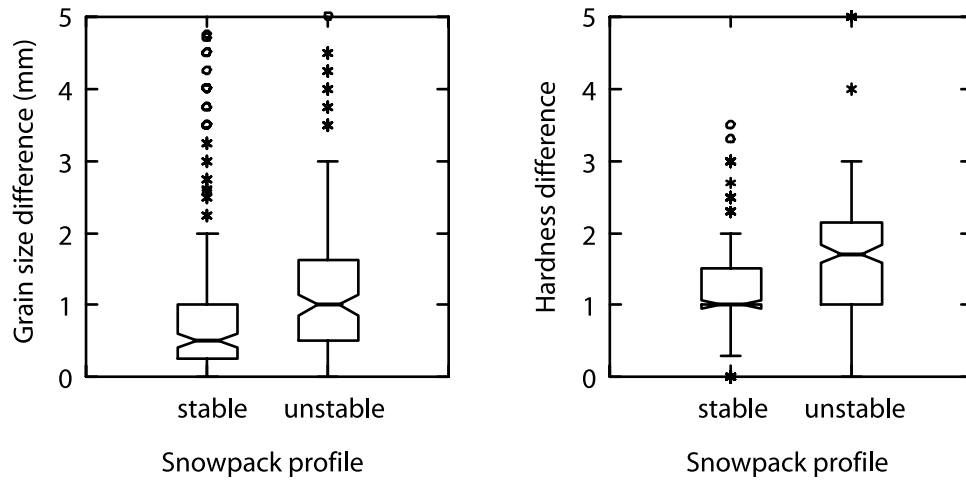 5
4
3
2
1
0
Grain size difference (mm)
stable unstable
Snowpack profile
5
4
3
2
1
0
Hardness difference
stable unstable
Snowpack profile